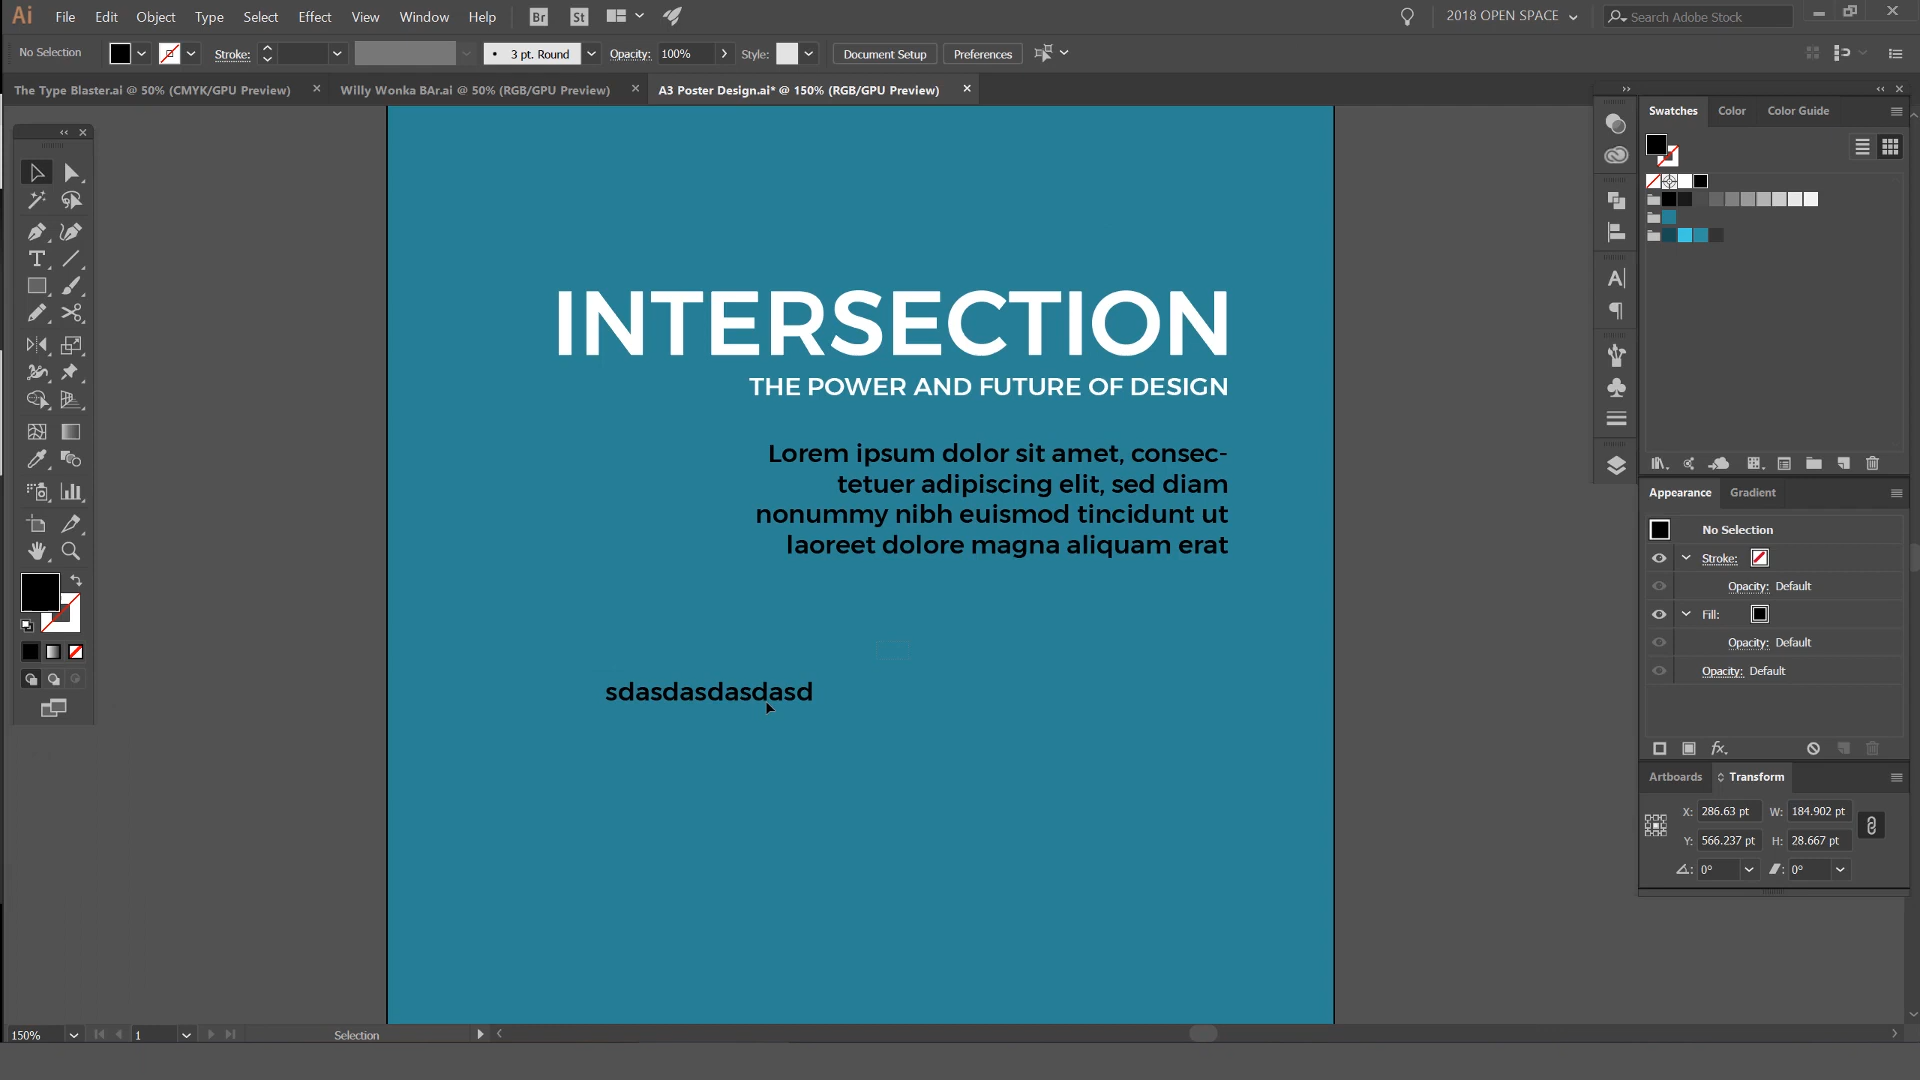 Ai File Edit Object Type Select Effect View Window Help Br St 2018 OPEN SPACE Search Adobe Stock
No Selection Stroke: 3 pt. Round Opacity: 100% Style: Document Setup Preferences
The Type Blaster.ai @ 50% (CMYK/GPU Preview) Willy Wonka BAr.ai @ 50% (RGB/GPU Preview) A3 Poster Design.ai* @ 150% (RGB/GPU Preview)
Swatches Color Color Guide
INTERSECTION
THE POWER AND FUTURE OF DESIGN
Lorem ipsum dolor sit amet, consec-
tetuer adipiscing elit, sed diam
nonummy nibh euismod tincidunt ut
laoreet dolore magna aliquam erat
sdasdasdasdasd
Appearance Gradient
No Selection
Stroke:
Opacity: Default
Fill:
Opacity: Default
Opacity: Default
fx
Artboards Transform
X: 286.63 pt W: 184.902 pt
Y: 566.237 pt H: 28.667 pt
0° 0°
150% 1 Selection